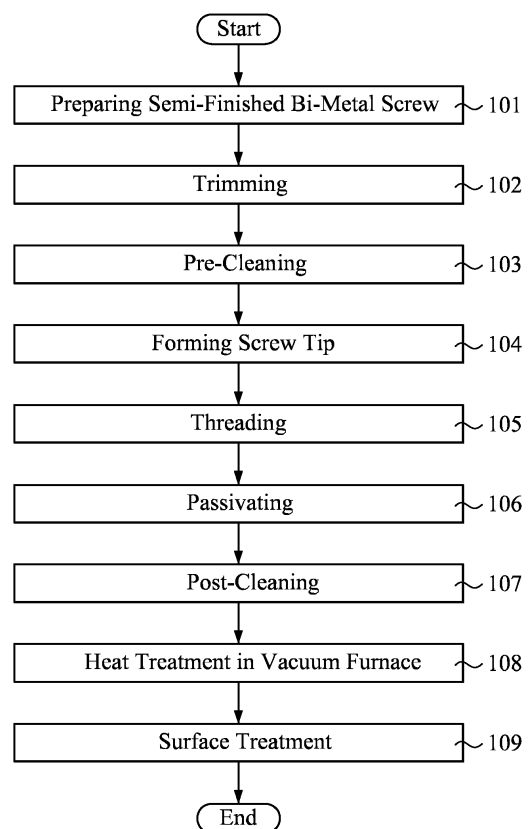 Start
Preparing Semi-Finished Bi-Metal Screw 101
Trimming 102
Pre-Cleaning 103
Forming Screw Tip 104
Threading 105
Passivating 106
Post-Cleaning 107
Heat Treatment in Vacuum Furnace 108
Surface Treatment 109
End